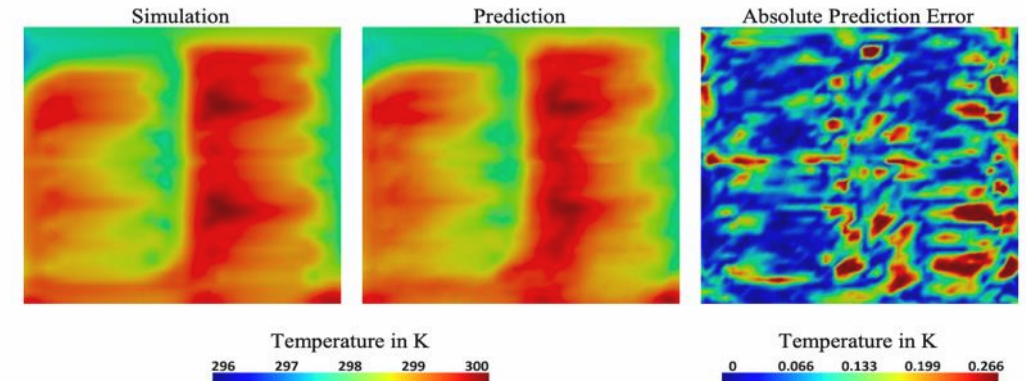 Simulation Prediction Absolute Prediction Error
Temperature in K Temperature in K
296 297 298 299 300 0 0.066 0.133 0.199 0.266